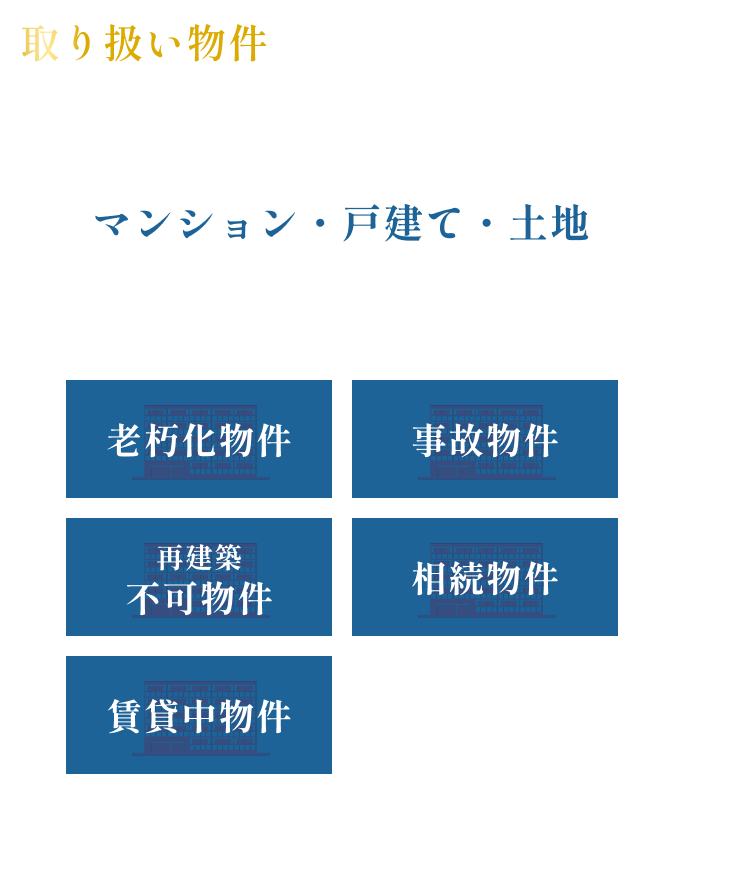 取り扱い物件
マンション・戸建て・土地
老朽化物件
事故物件
再建築
不可物件
相続物件
賃貸中物件